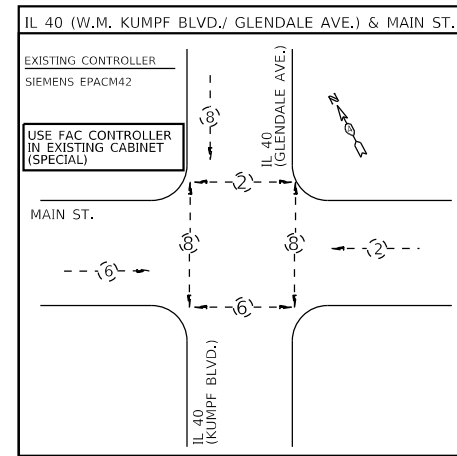 IL 40 (W.M. KUMPF BLVD./ GLENDALE AVE.) & MAIN ST.
EXISTING CONTROLLER
SIEMENS EPACM42
USE FAC CONTROLLER
IN EXISTING CABINET
(SPECIAL)
8
IL 40
(GLENDALE AVE.)
N
2
MAIN ST.
8
8
2
6
6
IL 40
(KUMPF BLVD.)